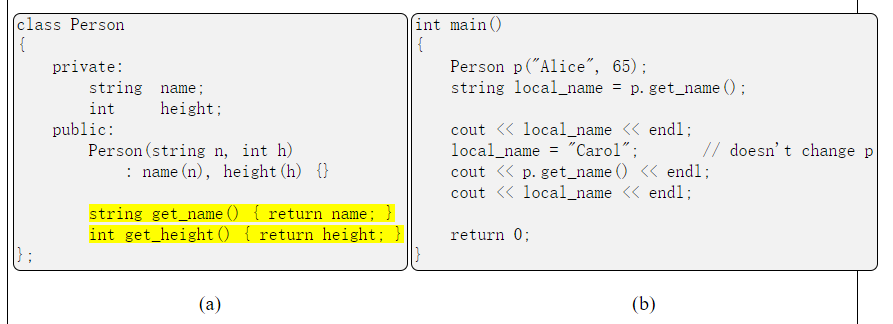 class Person
{
    private:
        string  name;
        int     height;
    public:
        Person(string n, int h)
            : name(n), height(h) {}

        string get_name() { return name; }
        int get_height() { return height; }
};
(a)
int main()
{
    Person p("Alice", 65);
    string local_name = p.get_name();

    cout << local_name << endl;
    local_name = "Carol";       // doesn't change p
    cout << p.get_name() << endl;
    cout << local_name << endl;

    return 0;
}
(b)